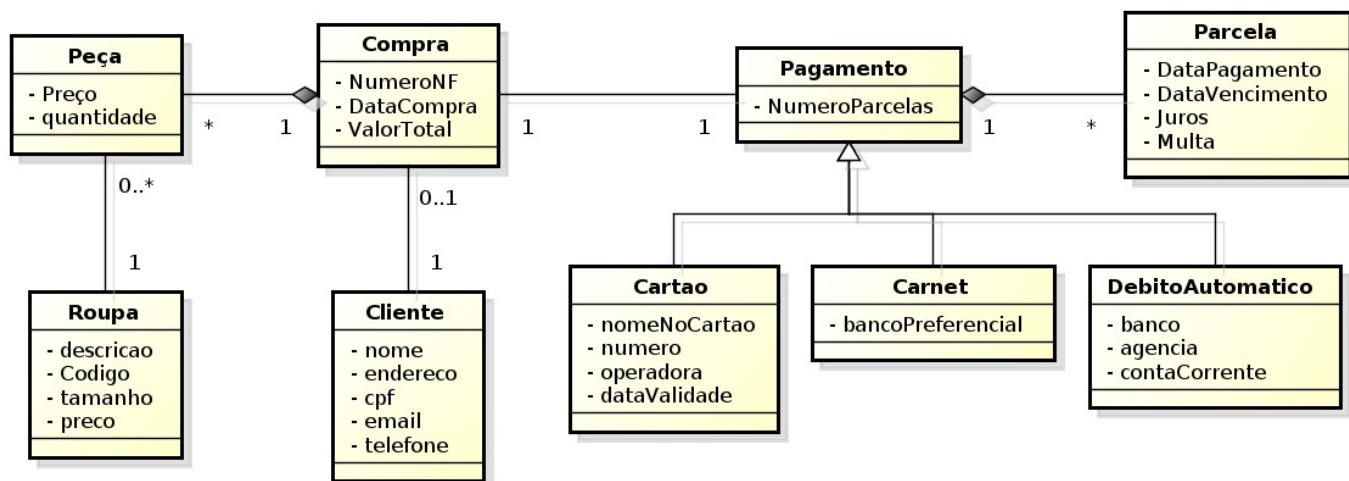 Peça
- Preço
- quantidade
Compra
- NumeroNF
- DataCompra
- ValorTotal
Pagamento
- NumeroParcelas
Parcela
- DataPagamento
- DataVencimento
- Juros
- Multa
*
1
1
1
1
*
0..*
1
0..1
1
Roupa
- descricao
- Codigo
- tamanho
- preco
Cliente
- nome
- endereco
- cpf
- email
- telefone
Cartao
- nomeNoCartao
- numero
- operadora
- dataValidade
Carnet
- bancoPreferencial
DebitoAutomatico
- banco
- agencia
- contaCorrente